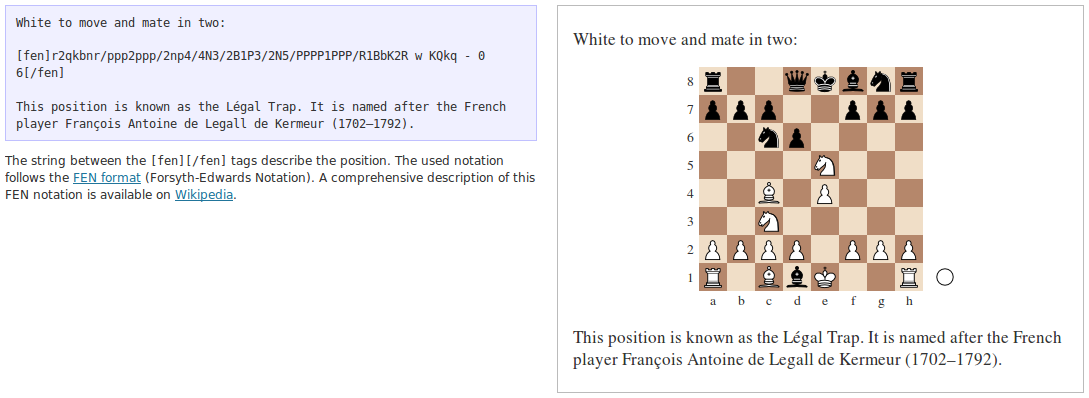 White to move and mate in two:
[fen]r2qkbnr/ppp2ppp/2np4/4N3/2B1P3/2N5/PPPP1PPP/R1BbK2R w KQkq - 0
6[/fen]
This position is known as the Légal Trap. It is named after the French
player François Antoine de Legall de Kermeur (1702–1792).
The string between the [fen][/fen] tags describe the position. The used notation
follows the FEN format (Forsyth-Edwards Notation). A comprehensive description of this
FEN notation is available on Wikipedia.
White to move and mate in two:
8
7
6
5
4
3
2
1
a b c d e f g h
This position is known as the Légal Trap. It is named after the French
player François Antoine de Legall de Kermeur (1702–1792).